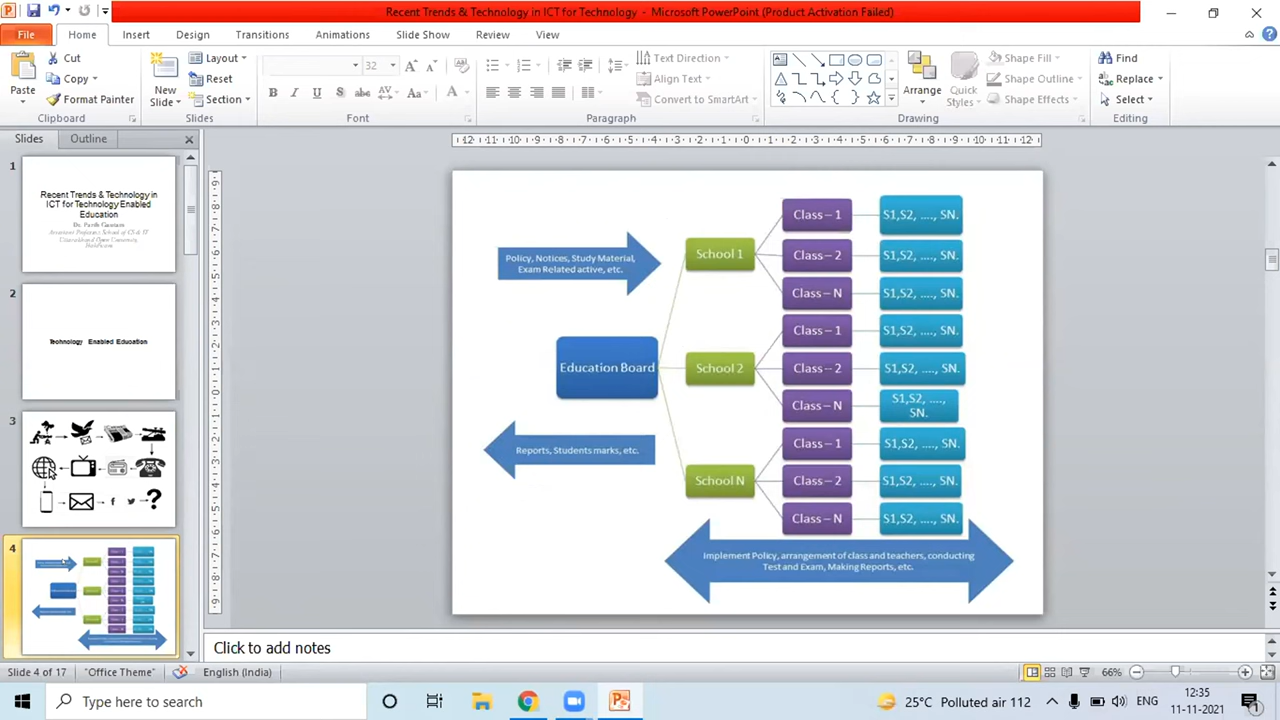 Recent Trends & Technology in ICT for Technology - Microsoft PowerPoint (Product Activation Failed)
File Home Insert Design Transitions Animations Slide Show Review View
Paste
Cut
Copy
Format Painter
Clipboard
New
Slide
Layout
Reset
Section
Slides
32
Font
Text Direction
Align Text
Convert to SmartArt
Paragraph
Arrange
Quick
Styles
Shape Fill
Shape Outline
Shape Effects
Drawing
Find
Replace
Select
Editing
Slides Outline
1
Recent Trends & Technology in
ICT for Technology Enabled
Education
2
Technology Enabled Education
3
4
Policy, Notices, Study Material,
Exam Related active, etc.
Education Board
Reports, Students marks, etc.
School 1
Class – 1 S1,S2, ...., SN.
Class – 2 S1,S2, ...., SN.
Class – N S1,S2, ...., SN.
School 2
Class – 1 S1,S2, ...., SN.
Class – 2 S1,S2, ...., SN.
Class – N S1,S2, ....,
SN.
School N
Class – 1 S1,S2, ...., SN.
Class – 2 S1,S2, ...., SN.
Class – N S1,S2, ...., SN.
Implement Policy, arrangement of class and teachers, conducting
Test and Exam, Making Reports, etc.
Click to add notes
Slide 4 of 17 "Office Theme" English (India) 66%
Type here to search 25°C Polluted air 112 ENG
12:35
11-11-2021